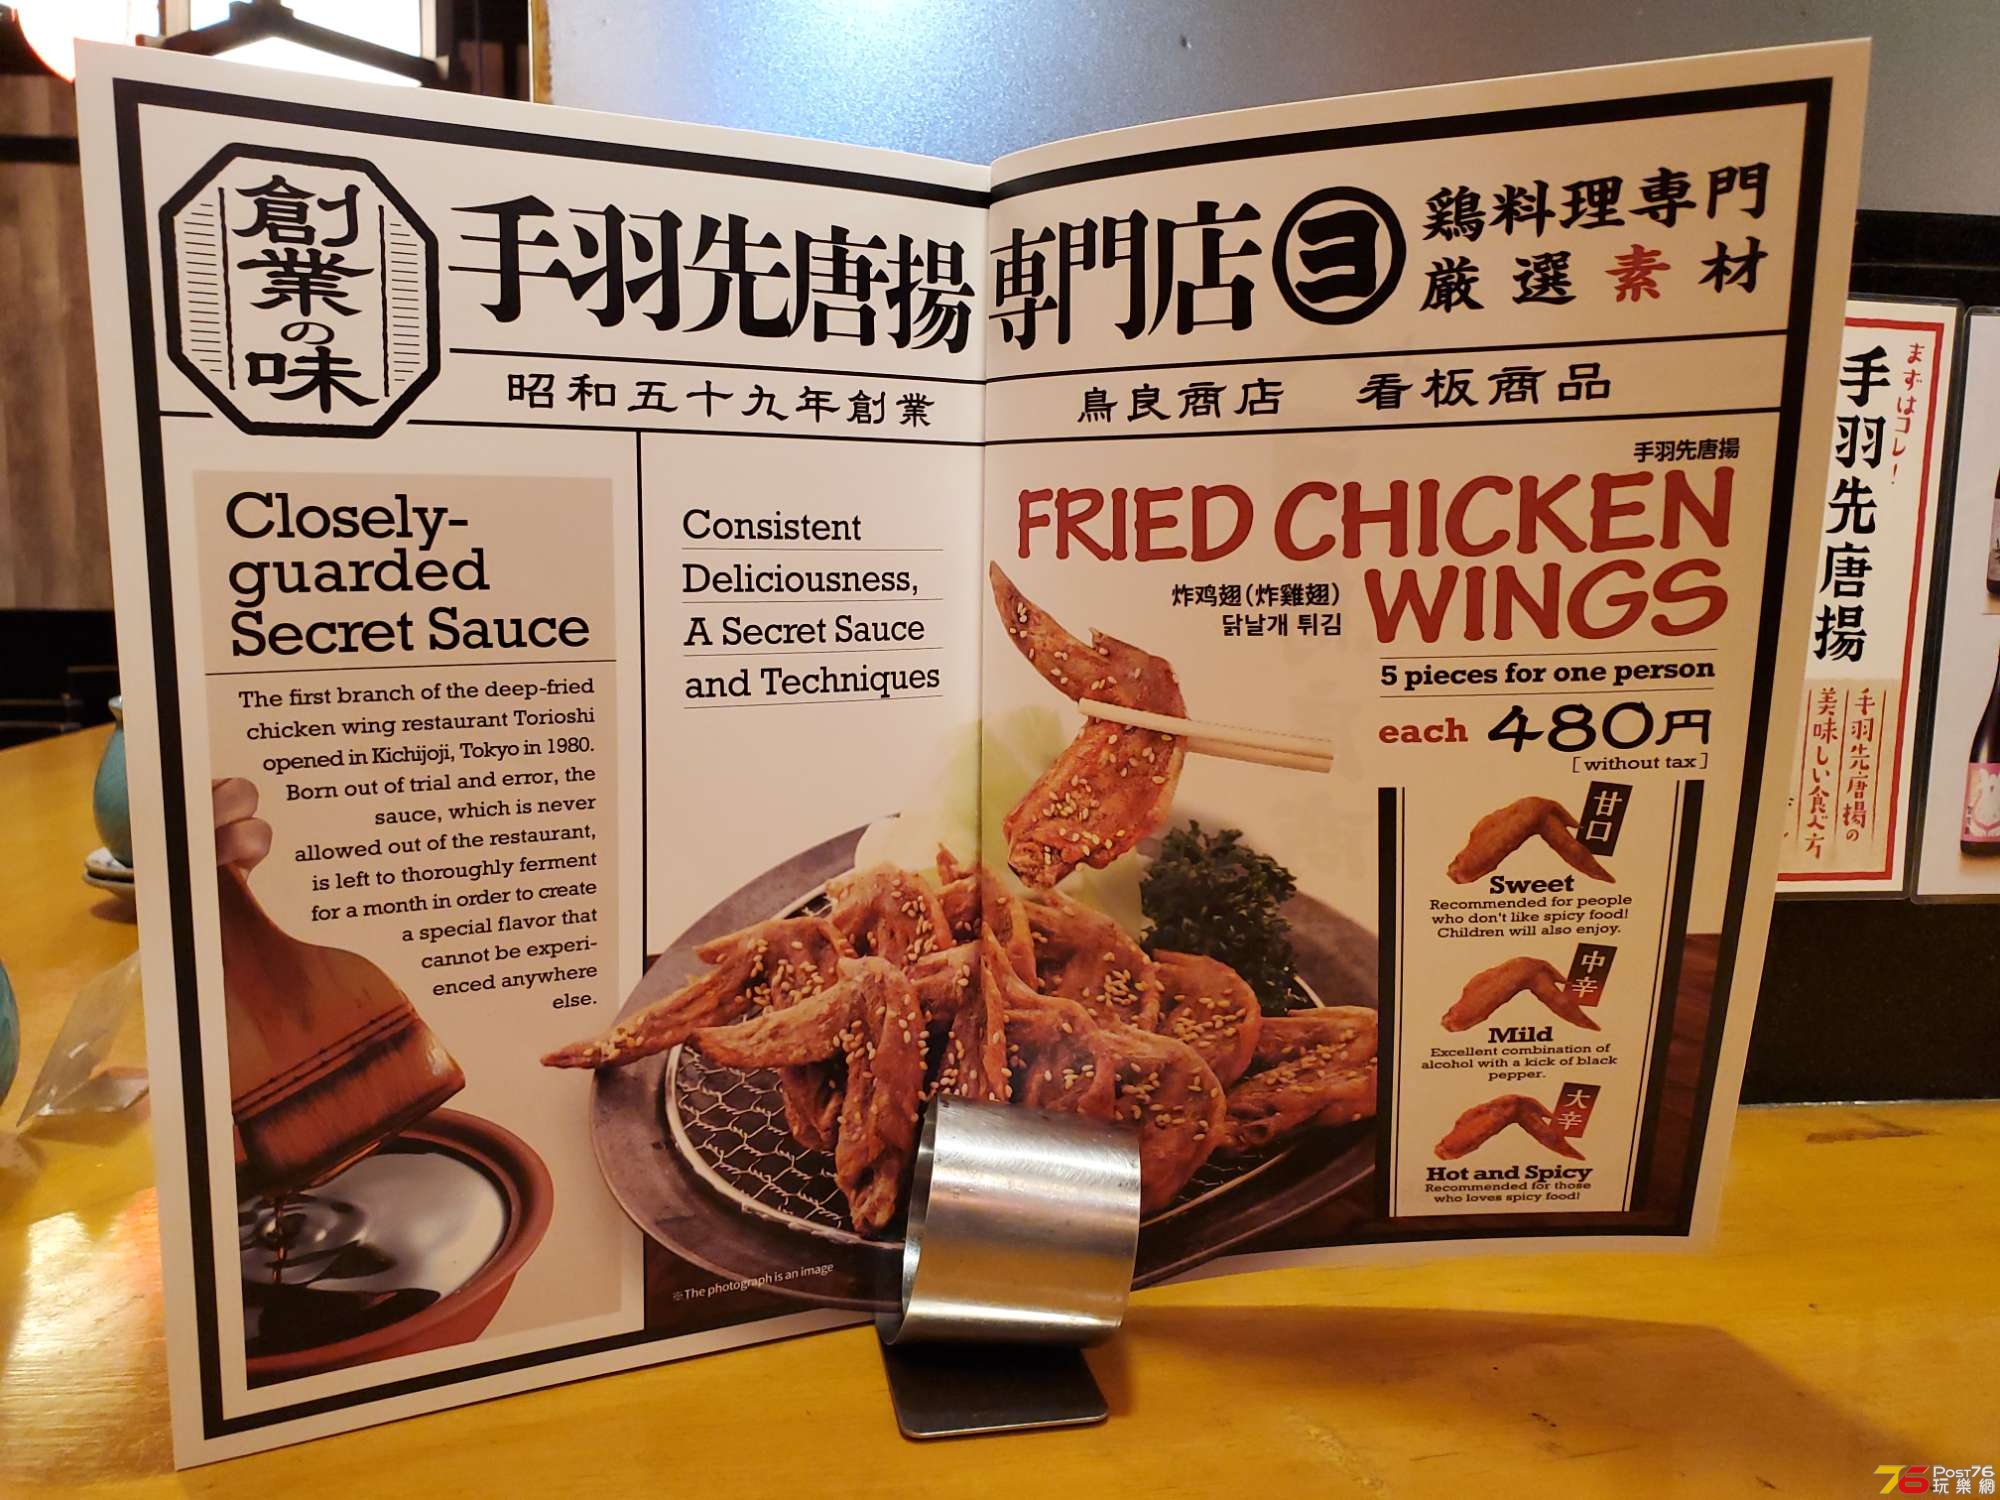 創業の味
手羽先唐揚専門店
ヨ
鶏料理専門
厳選素材
昭和五十九年創業
鳥良商店 看板商品
Closely-
guarded
Secret Sauce
The first branch of the deep-fried
chicken wing restaurant Torioshi
opened in Kichijoji, Tokyo in 1980.
Born out of trial and error, the
sauce, which is never
allowed out of the restaurant,
is left to thoroughly ferment
for a month in order to create
a special flavor that
cannot be experi-
enced anywhere
else.
Consistent
Deliciousness,
A Secret Sauce
and Techniques
※The photograph is an image
手羽先唐揚
FRIED CHICKEN
WINGS
炸鸡翅(炸雞翅)
닭날개 튀김
5 pieces for one person
each 480円
[without tax]
甘口
Sweet
Recommended for people
who don't like spicy food!
Children will also enjoy.
中辛
Mild
Excellent combination of
alcohol with a kick of black
pepper.
大辛
Hot and Spicy
Recommended for those
who loves spicy food!
まずはコレ!
手羽先唐揚
手羽先唐揚の
美味しい食べ方
76 Post76
玩樂網